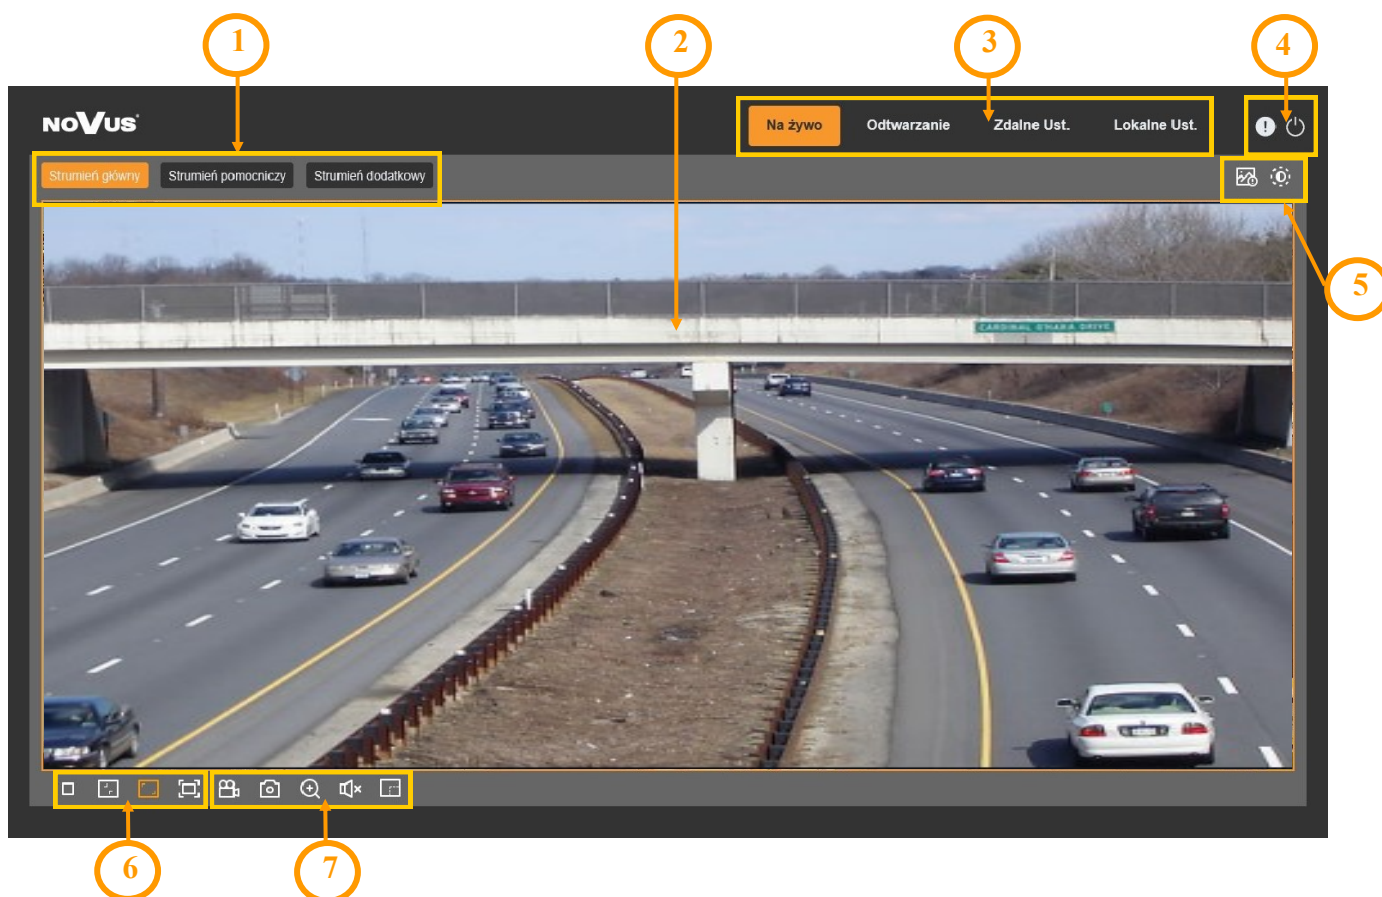 1
2
3
4
NOVUS
Na żywo Odtwarzanie Zdalne Ust. Lokalne Ust.
Strumień główny Strumień pomocniczy Strumień dodatkowy
5
CARDINAL O'HARA DRIVE
6
7